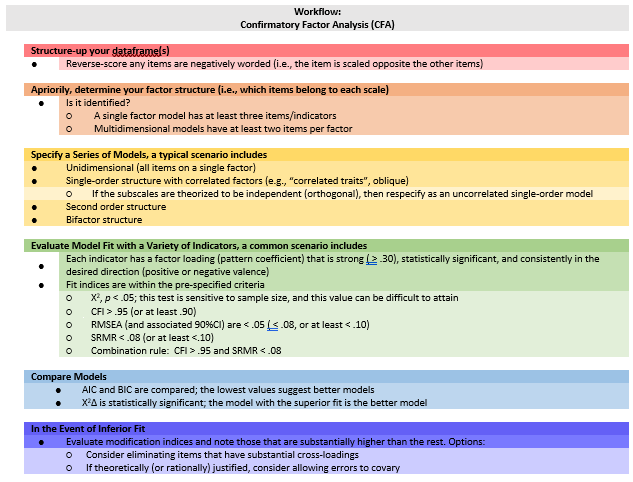 Workflow:
Confirmatory Factor Analysis (CFA)
Structure-up your dataframe(s)
● Reverse-score any items are negatively worded (i.e., the item is scaled opposite the other items)
Apriorily, determine your factor structure (i.e., which items belong to each scale)
● Is it identified?
o A single factor model has at least three items/indicators
o Multidimensional models have at least two items per factor
Specify a Series of Models, a typical scenario includes
● Unidimensional (all items on a single factor)
● Single-order structure with correlated factors (e.g., “correlated traits”, oblique)
o If the subscales are theorized to be independent (orthogonal), then respecify as an uncorrelated single-order model
● Second order structure
● Bifactor structure
Evaluate Model Fit with a Variety of Indicators, a common scenario includes
● Each indicator has a factor loading (pattern coefficient) that is strong (> .30), statistically significant, and consistently in the
desired direction (positive or negative valence)
● Fit indices are within the pre-specified criteria
o X², p < .05; this test is sensitive to sample size, and this value can be difficult to attain
o CFI > .95 (or at least .90)
o RMSEA (and associated 90%CI) are < .05 (< .08, or at least < .10)
o SRMR < .08 (or at least <.10)
o Combination rule: CFI > .95 and SRMR < .08
Compare Models
● AIC and BIC are compared; the lowest values suggest better models
● X²Δ is statistically significant; the model with the superior fit is the better model
In the Event of Inferior Fit
● Evaluate modification indices and note those that are substantially higher than the rest. Options:
o Consider eliminating items that have substantial cross-loadings
o If theoretically (or rationally) justified, consider allowing errors to covary